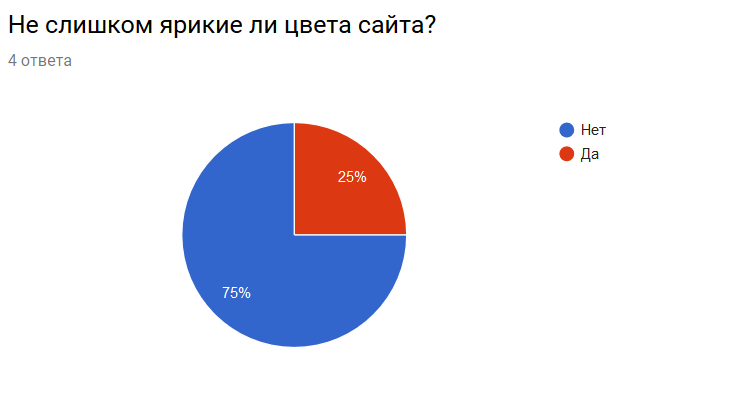 Не слишком ярикие ли цвета сайта?
4 ответа
Нет
Да
25%
75%